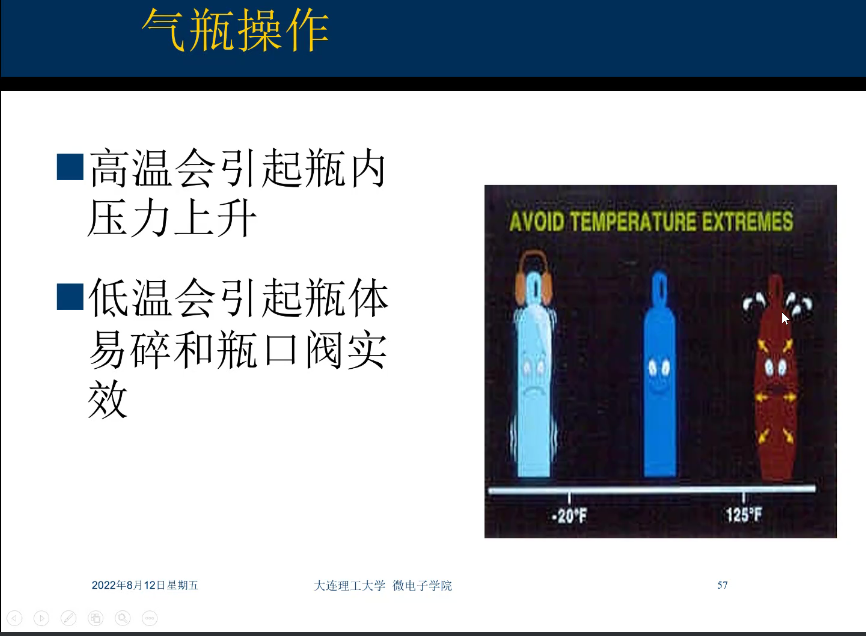 气瓶操作
高温会引起瓶内
压力上升
低温会引起瓶体
易碎和瓶口阀实
效
AVOID TEMPERATURE EXTREMES
-20°F
125°F
2022年8月12日星期五
大连理工大学 微电子学院
57